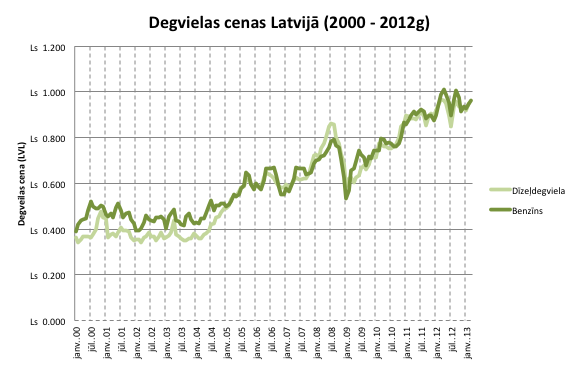 Degvielas cenas Latvijā (2000 - 2012g)
Degvielas cena (LVL)
Ls 1.200
Ls 1.000
Ls 0.800
Ls 0.600
Ls 0.400
Ls 0.200
Ls 0.000
janv. 00
jūl. 00
janv. 01
jūl. 01
janv. 02
jūl. 02
janv. 03
jūl. 03
janv. 04
jūl. 04
janv. 05
jūl. 05
janv. 06
jūl. 06
janv. 07
jūl. 07
janv. 08
jūl. 08
janv. 09
jūl. 09
janv. 10
jūl. 10
janv. 11
jūl. 11
janv. 12
jūl. 12
janv. 13
Dīzeļdegviela
Benzīns